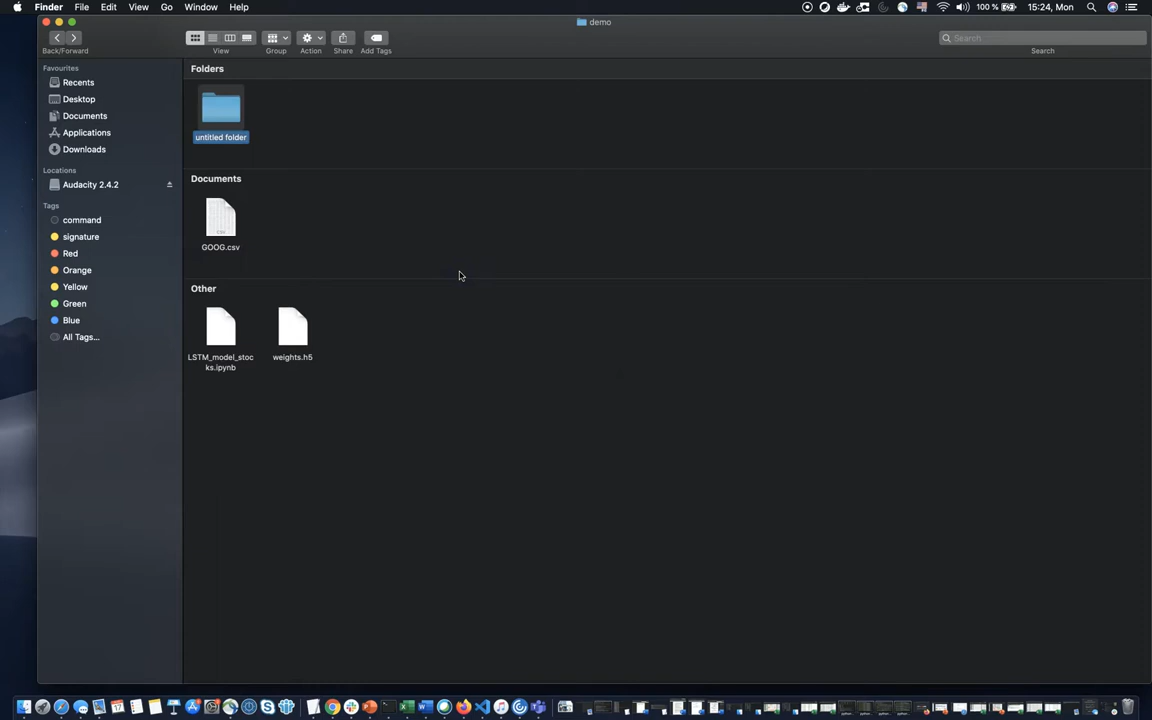 Finder File Edit View Go Window Help 100 % 15:24, Mon
demo
Back/Forward View Group Action Share Add Tags Search
Search
Favourites
Recents
Desktop
Documents
Applications
Downloads
Locations
Audacity 2.4.2
Tags
command
signature
Red
Orange
Yellow
Green
Blue
All Tags...
Folders
untitled folder
Documents
GOOG.csv
Other
LSTM_model_stoc
ks.ipynb
weights.h5